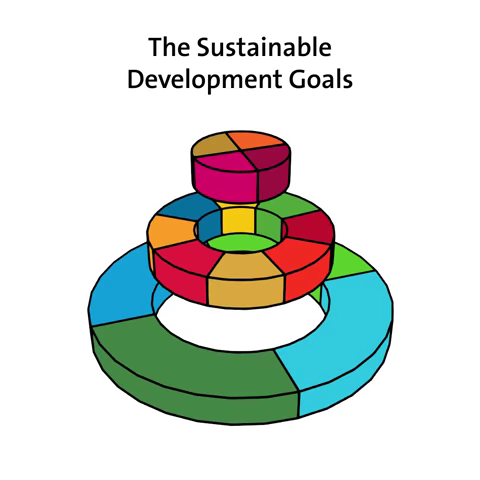 The Sustainable
Development Goals